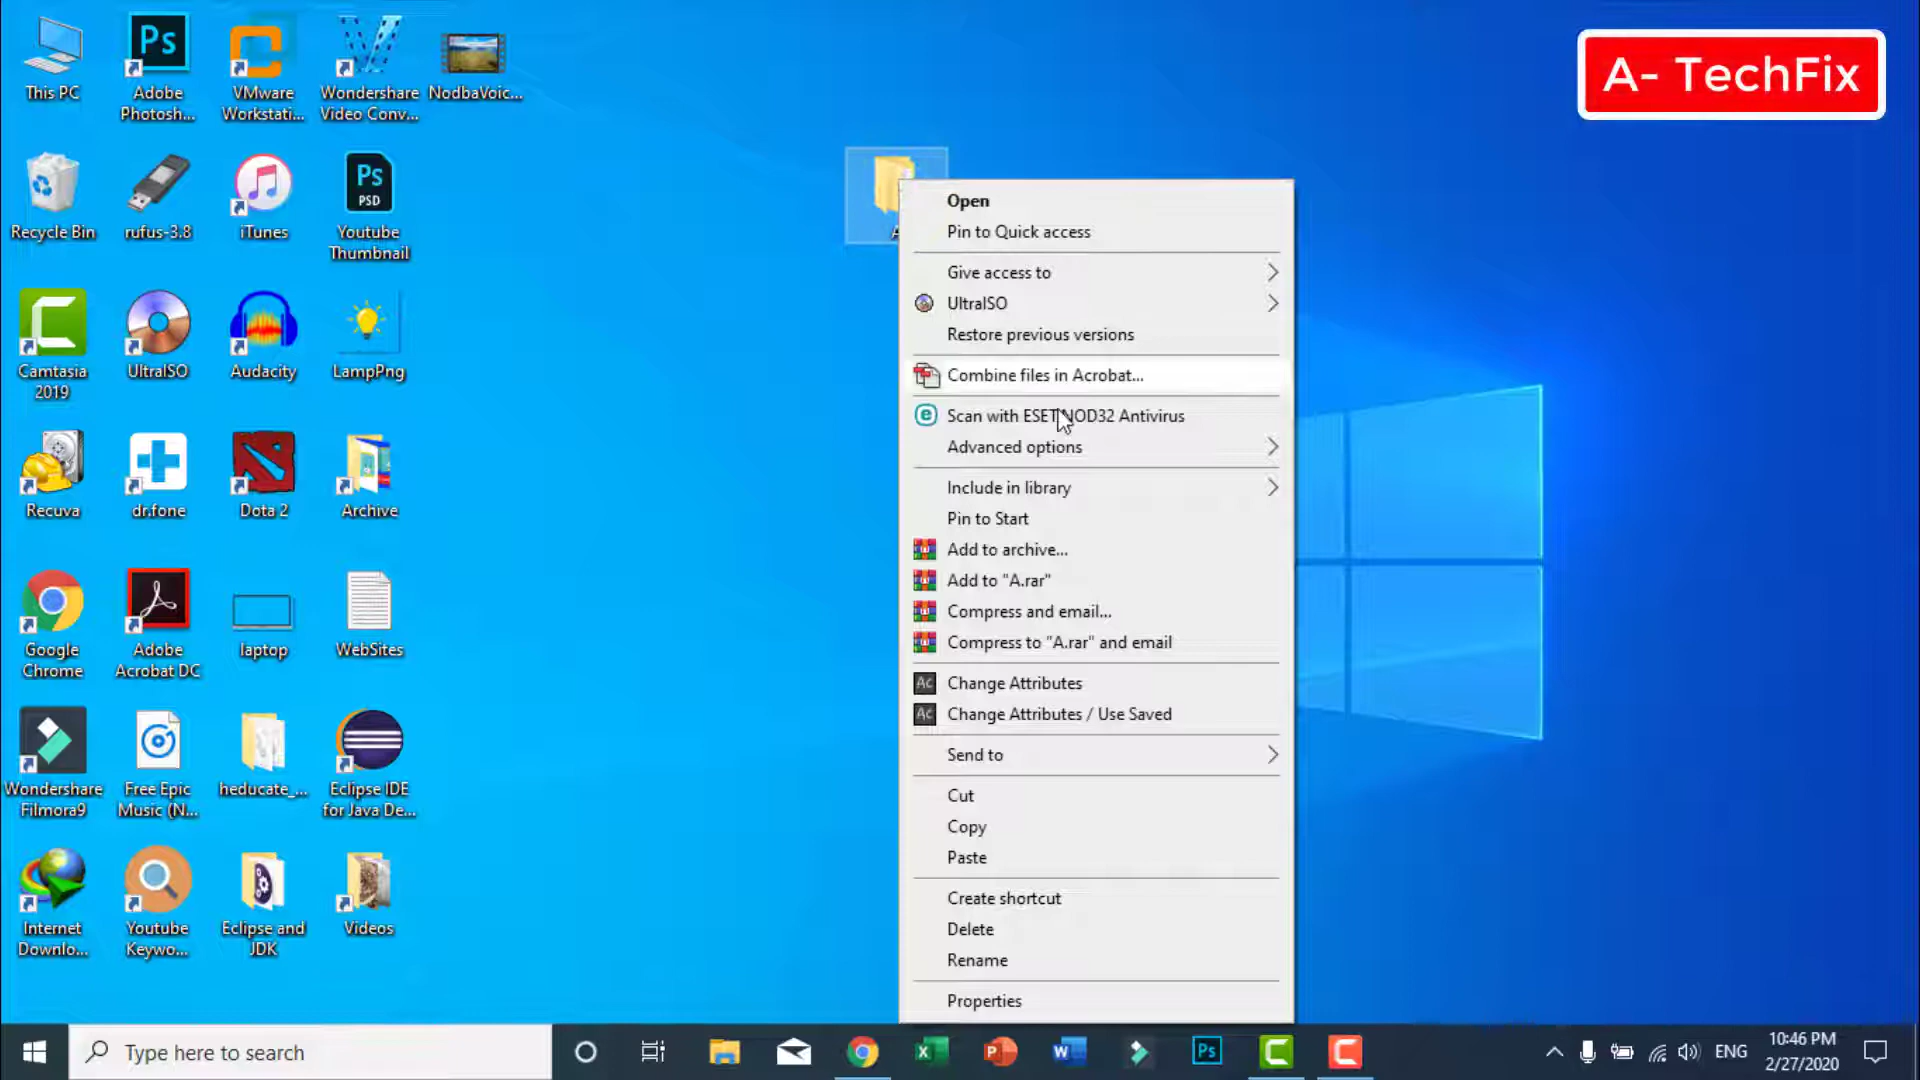 A- TechFix
This PC
Adobe
Photosh...
VMware
Workstati...
Wondershare
Video Conv...
NodbaVoic...
Recycle Bin
rufus-3.8
iTunes
Ps
PSD
Youtube
Thumbnail
Camtasia
2019
UltraISO
Audacity
LampPng
Recuva
dr.fone
Dota 2
Archive
Google
Chrome
Adobe
Acrobat DC
laptop
WebSites
Wondershare
Filmora9
Free Epic
Music (N...
heducate_...
Eclipse IDE
for Java De...
Internet
Downlo...
Youtube
Keywo...
Eclipse and
JDK
Videos
Ps
Open
Pin to Quick access
Give access to
UltraISO
Restore previous versions
Combine files in Acrobat...
Scan with ESET NOD32 Antivirus
Advanced options
Include in library
Pin to Start
Add to archive...
Add to "A.rar"
Compress and email...
Compress to "A.rar" and email
Ac Change Attributes
Ac Change Attributes / Use Saved
Send to
Cut
Copy
Paste
Create shortcut
Delete
Rename
Properties
Type here to search
Ps
ENG
10:46 PM
2/27/2020